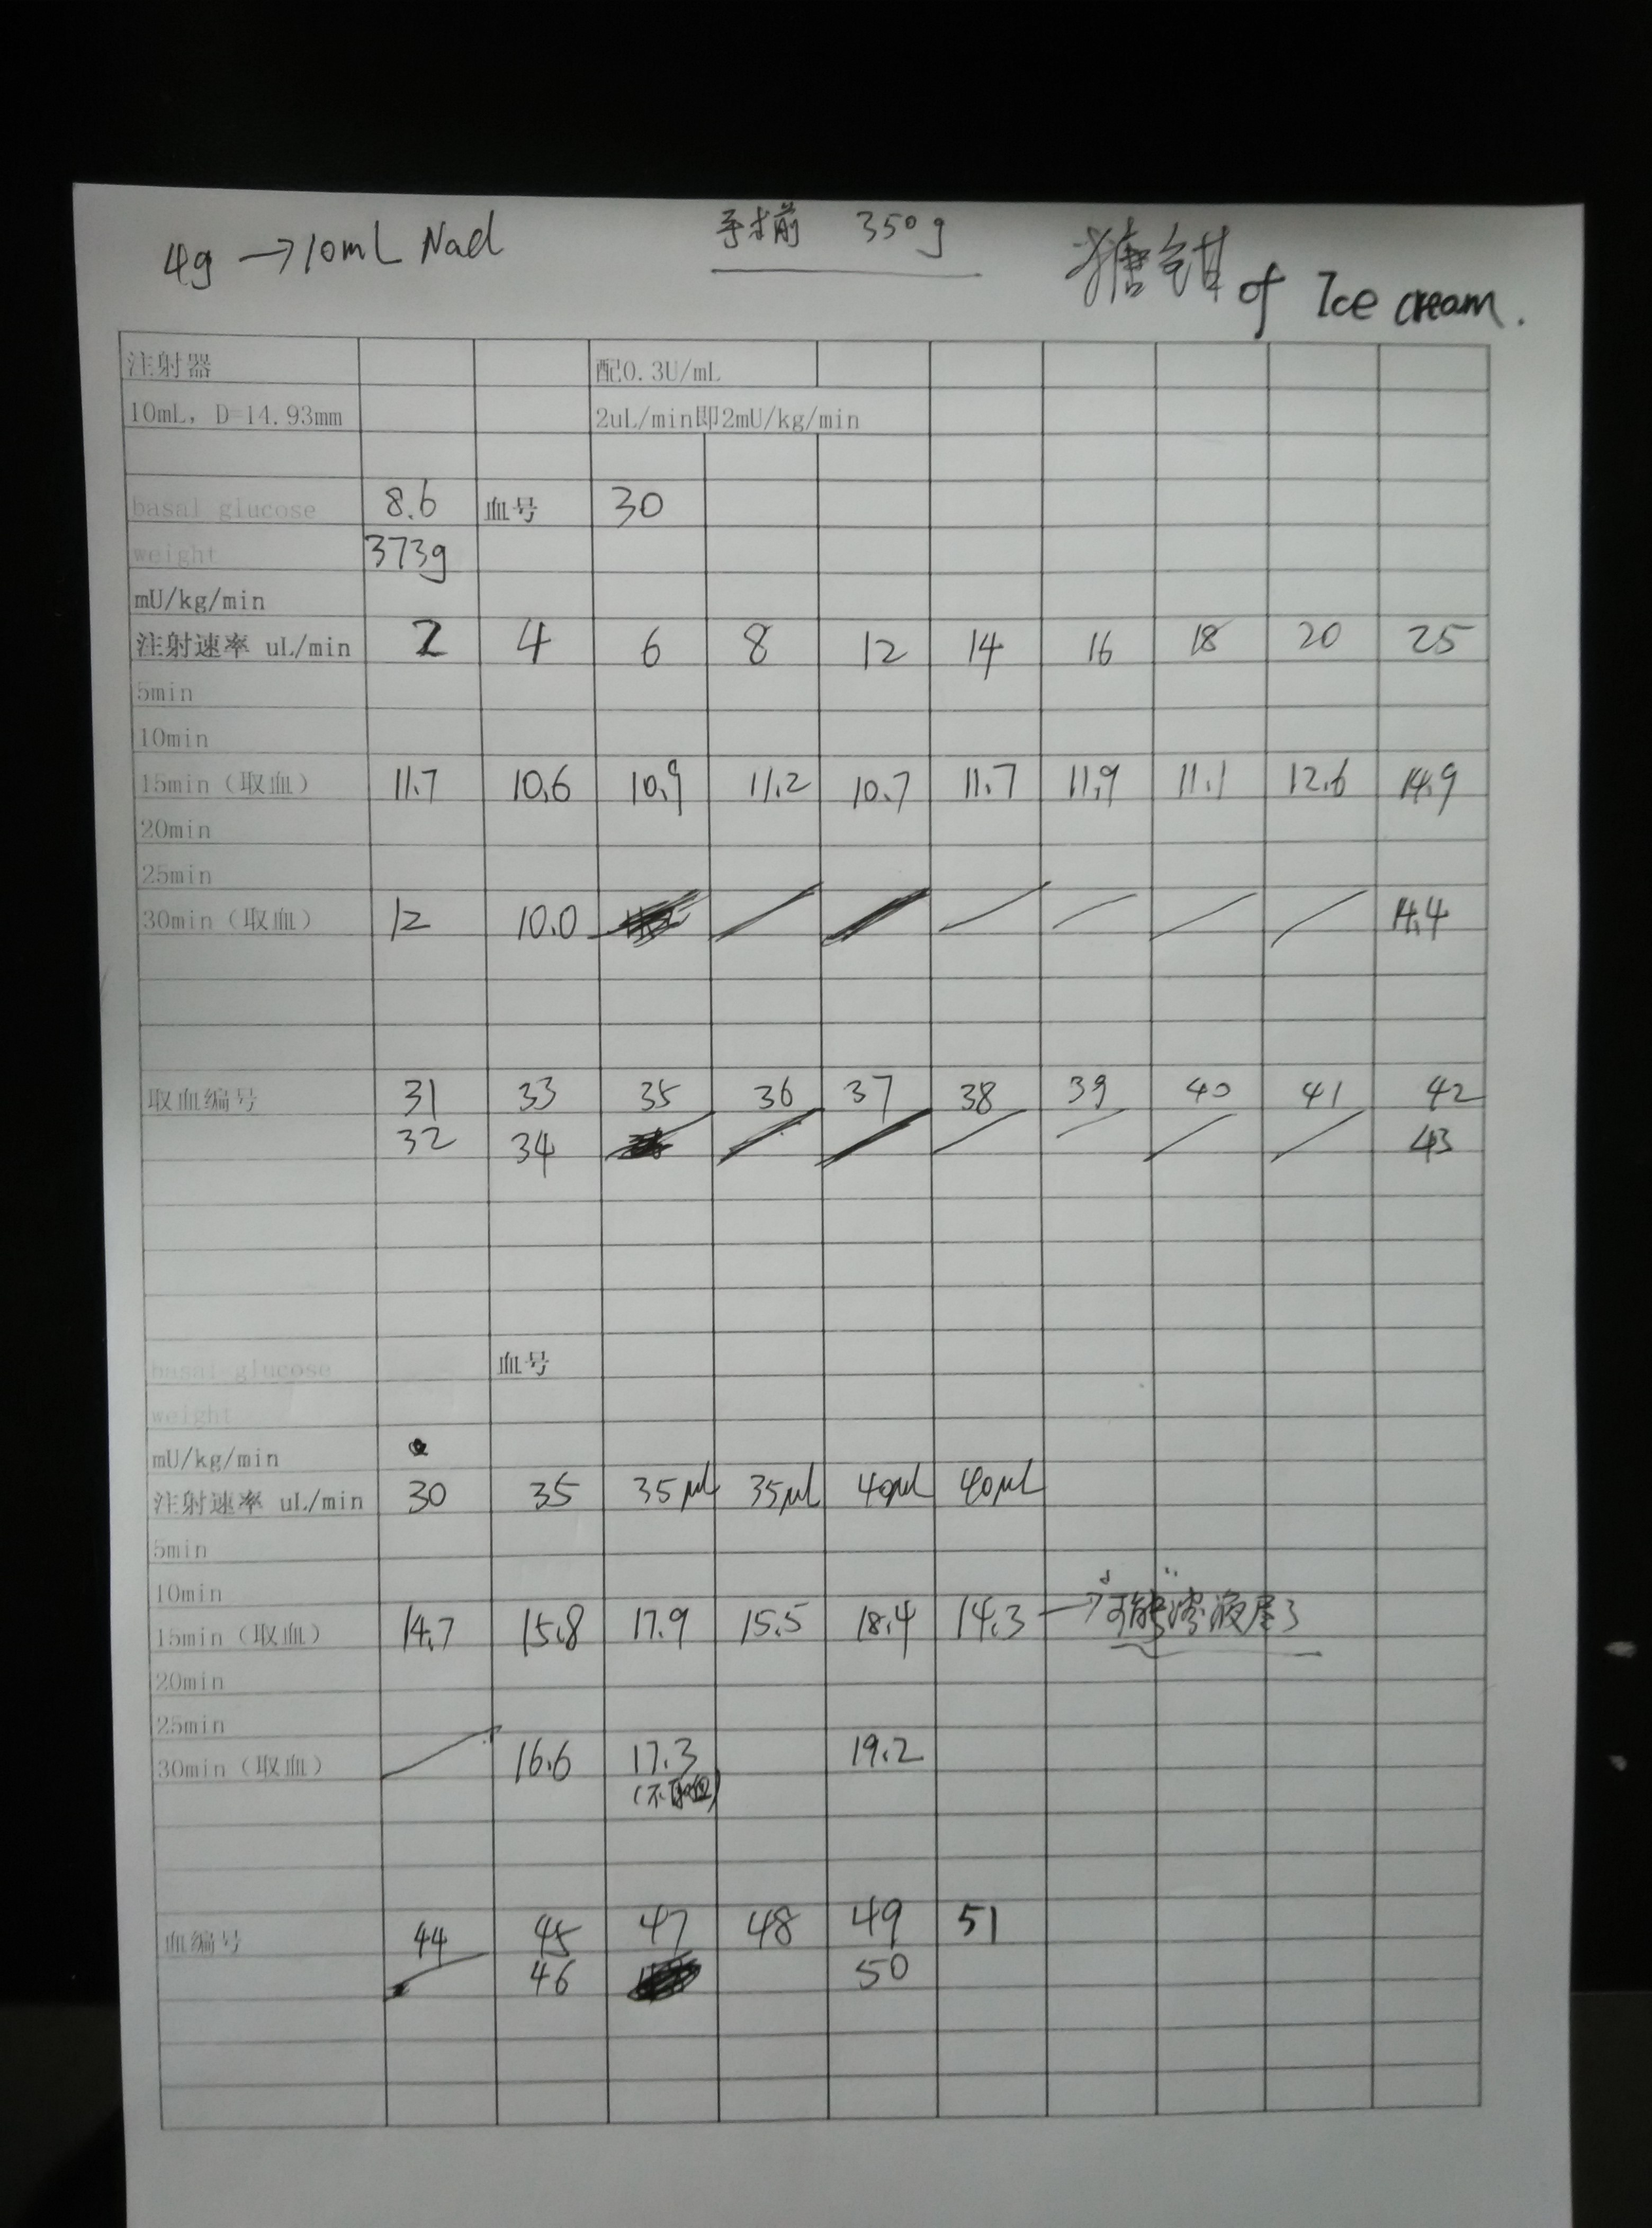 4g →10mL Nacl
手术前 350g
糖钳 of Ice cream.
注射器 配0.3U/mL
10mL, D=14.93mm 2uL/min即2mU/kg/min
basal glucose 8.6 血号 30
weight 373g
mU/kg/min
注射速率 uL/min 2 4 6 8 12 14 16 18 20 25
5min
10min
15min（取血） 11.7 10.6 10.9 11.2 10.7 11.7 11.9 11.1 12.6 14.9
20min
25min
30min（取血） 12 10.0 14.4
取血编号 31 33 35 36 37 38 39 40 41 42
32 34 43
basal glucose 血号
weight
mU/kg/min
注射速率 uL/min 30 35 35μl 35μl 40μl 40μl
5min
10min
15min（取血） 14.7 15.8 17.9 15.5 18.4 14.3 → 可能溶液
20min
25min
30min（取血） 16.6 17.3 19.2
血编号 44 45 47 48 49 51
46 50